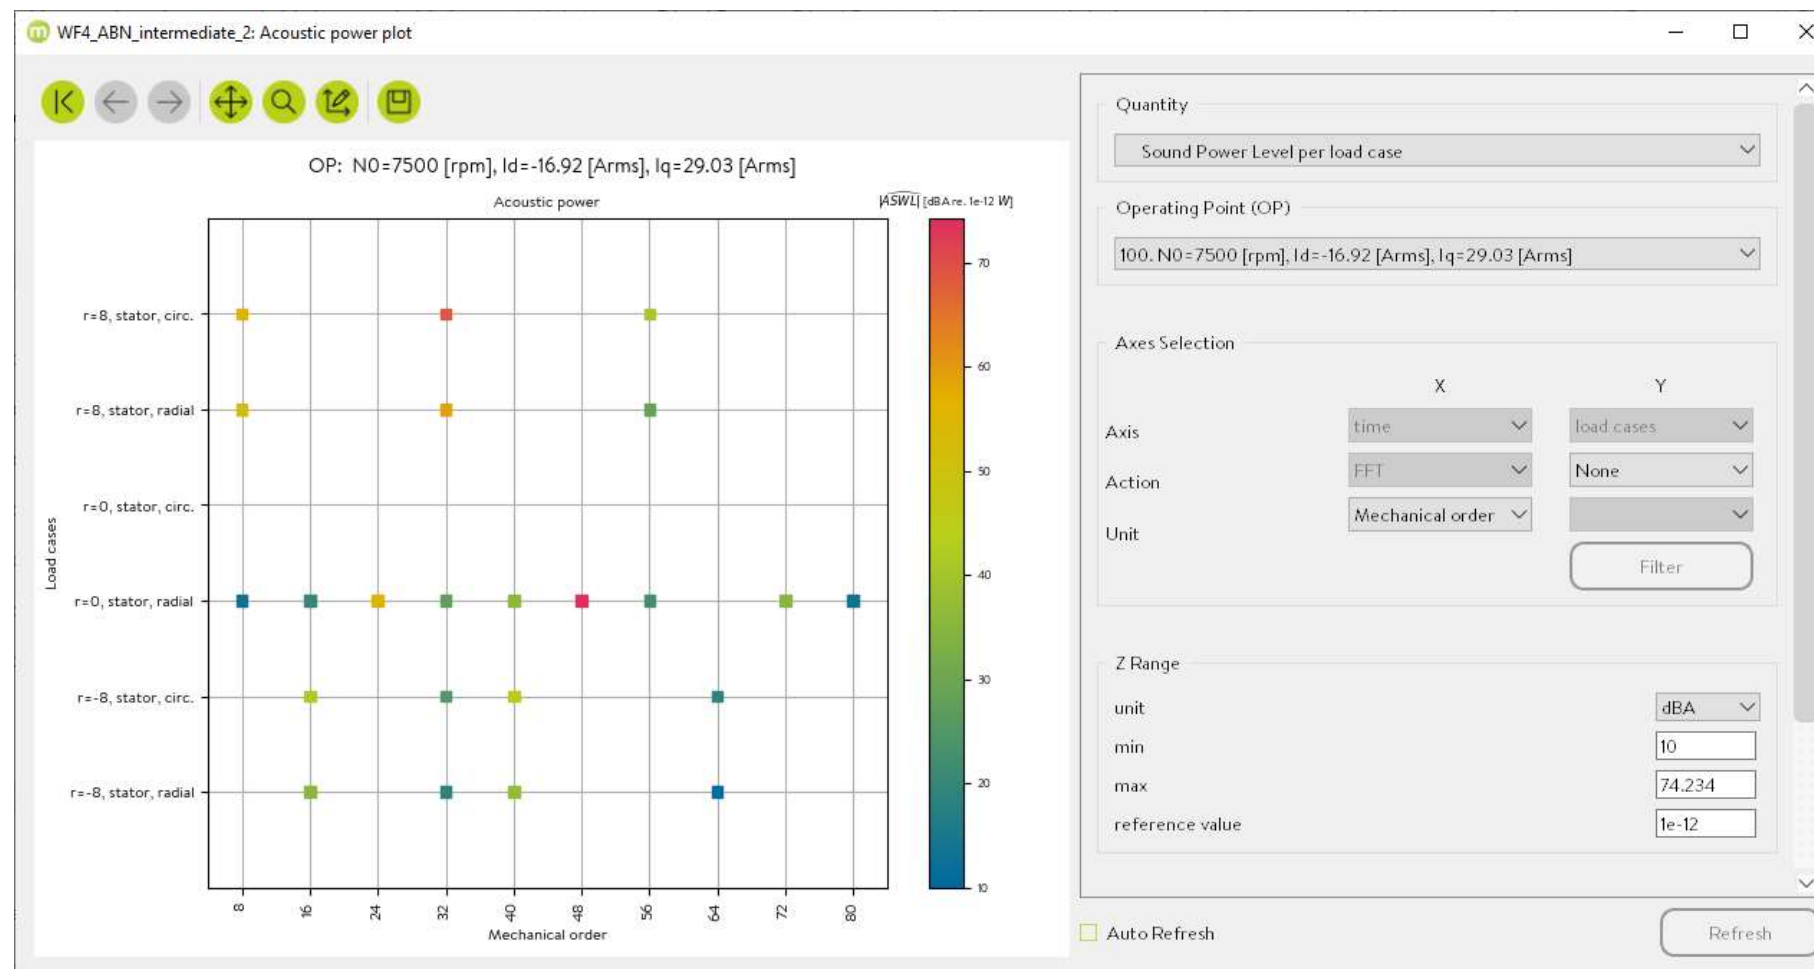 WF4_ABN_intermediate_2: Acoustic power plot
OP: N0=7500 [rpm], Id=-16.92 [Arms], Iq=29.03 [Arms]
Acoustic power
|ASWL| [dBA re. 1e-12 W]
70
60
50
40
30
20
10
r=8, stator, circ.
r=8, stator, radial
r=0, stator, circ.
r=0, stator, radial
r=-8, stator, circ.
r=-8, stator, radial
Load cases
8 16 24 32 40 48 56 64 72 80
Mechanical order
Quantity
Sound Power Level per load case
Operating Point (OP)
100. N0=7500 [rpm], Id=-16.92 [Arms], Iq=29.03 [Arms]
Axes Selection
X Y
Axis time load cases
Action FFT None
Unit Mechanical order
Filter
Z Range
unit dBA
min 10
max 74.234
reference value 1e-12
Auto Refresh Refresh